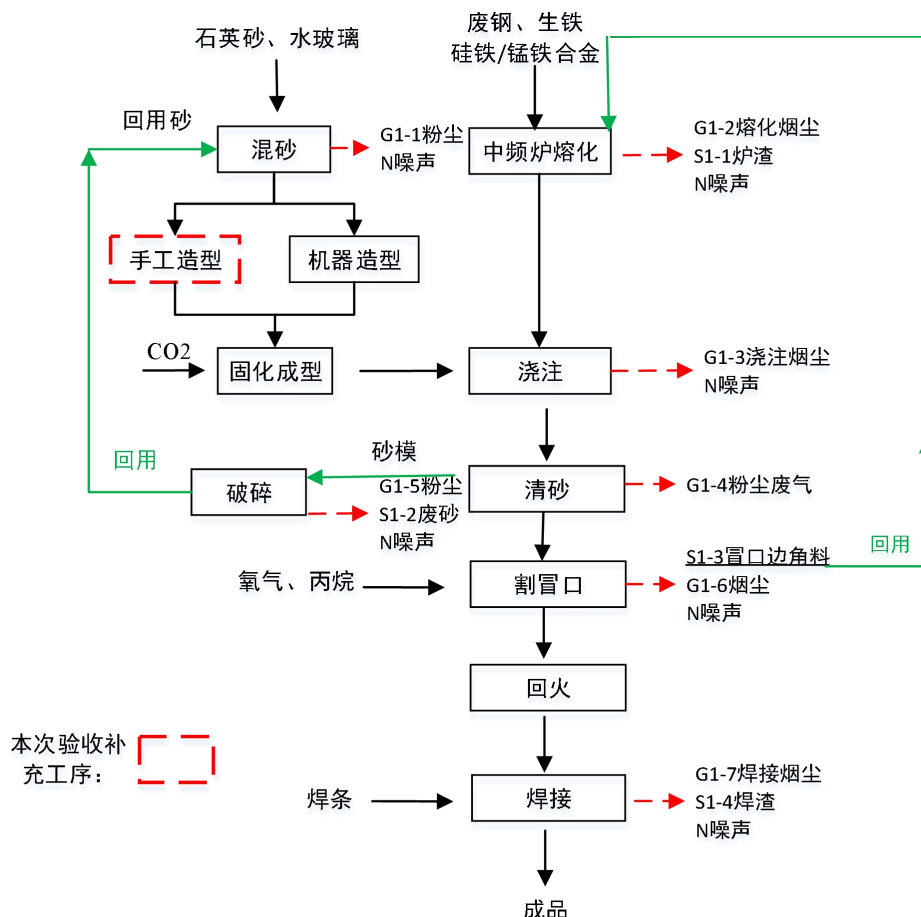 石英砂、水玻璃
废钢、生铁
硅铁/锰铁合金
回用砂
混砂
G1-1粉尘
N噪声
中频炉熔化
G1-2熔化烟尘
S1-1炉渣
N噪声
手工造型
机器造型
CO2
固化成型
浇注
G1-3浇注烟尘
N噪声
回用
砂模
破碎
G1-5粉尘
S1-2废砂
N噪声
清砂
G1-4粉尘废气
氧气、丙烷
割冒口
S1-3冒口边角料
G1-6烟尘
N噪声
回用
回火
本次验收补
充工序：
焊条
焊接
G1-7焊接烟尘
S1-4焊渣
N噪声
成品